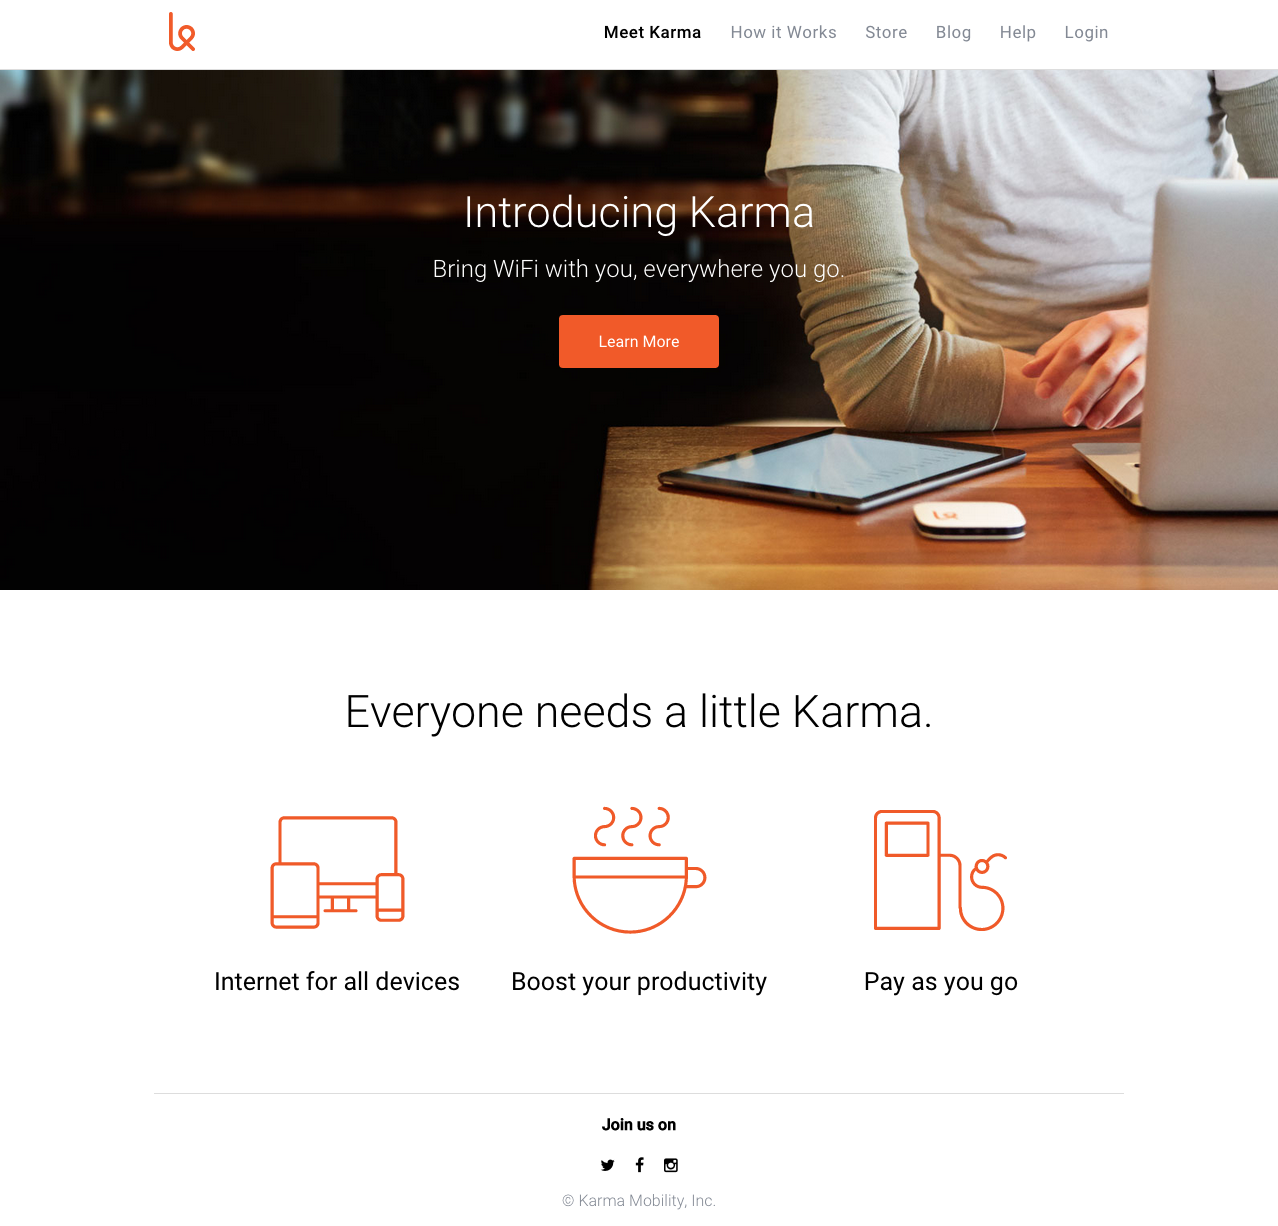 Meet Karma How it Works Store Blog Help Login
Introducing Karma
Bring WiFi with you, everywhere you go.
Learn More
Everyone needs a little Karma.
Internet for all devices Boost your productivity Pay as you go
Join us on
© Karma Mobility, Inc.